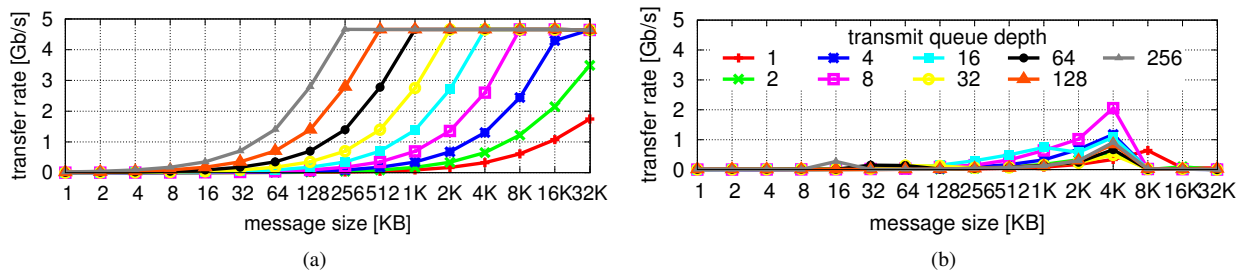 transfer rate [Gb/s]
5
4
3
2
1
0
1 2 4 8 16 32 64 128 256 512 1K 2K 4K 8K 16K 32K
message size [KB]
(a)
transfer rate [Gb/s]
5
4
3
2
1
0
transmit queue depth
1 4 16 64 256
2 8 32 128
1 2 4 8 16 32 64 128 256 512 1K 2K 4K 8K 16K 32K
message size [KB]
(b)